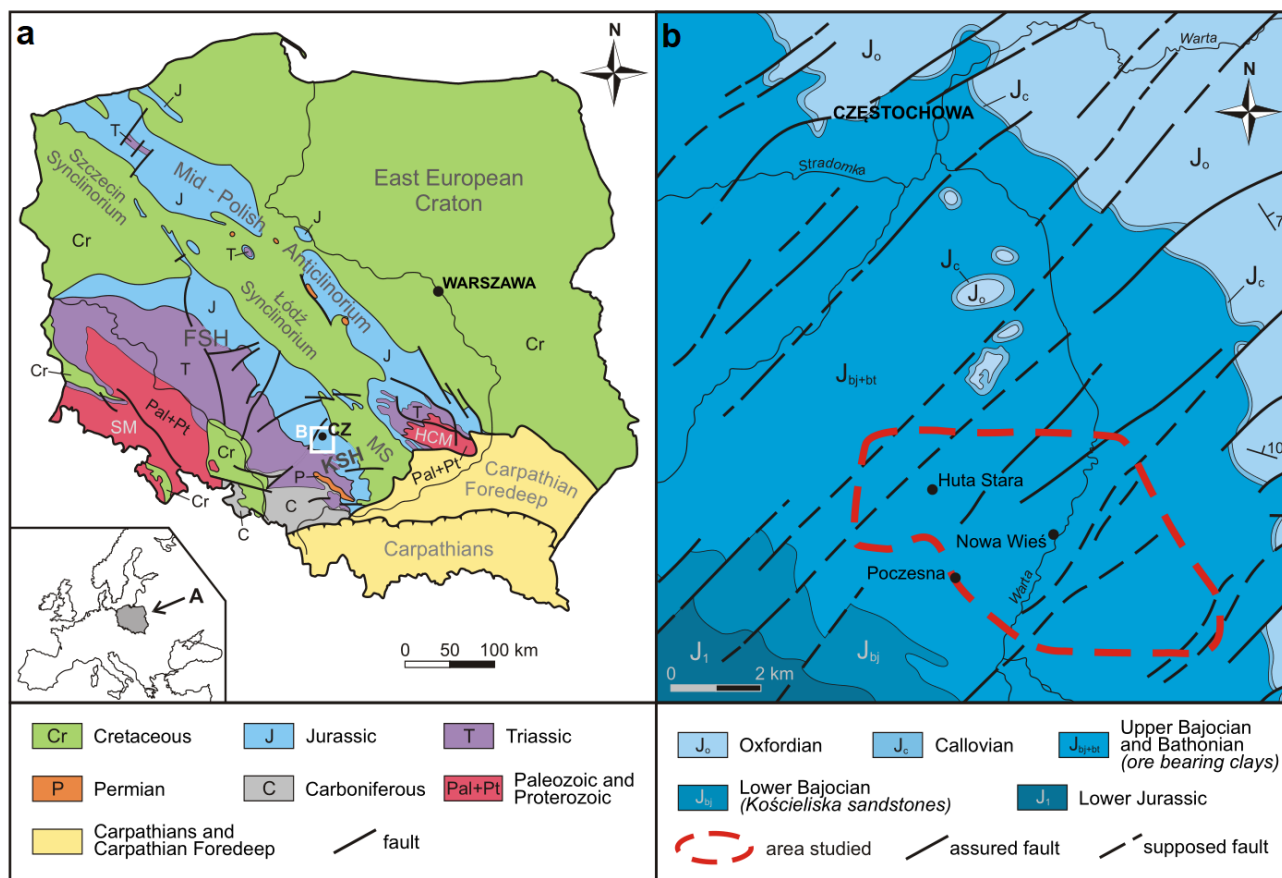 a
N
J
T
J
Szczecin
Synclinorium
Mid - Polish
Anticlinorium
J
East European
Craton
J
T
Cr
WARSZAWA
Łódź
Synclinorium
J
FSH
T
Cr
J
Cr
Pal+Pt
SM
Cr
B
CZ
KSH
MS
T
HCM
P
Pal+Pt
Carpathian
Foredeep
Cr
C
C
Carpathians
A
0 50 100 km
Cr Cretaceous
J Jurassic
T Triassic
P Permian
C Carboniferous
Pal+Pt Paleozoic and
Proterozoic
Carpathians and
Carpathian Foredeep
fault
b
Jo
Warta
N
CZĘSTOCHOWA
Jc
Jo
Stradomka
Jc
Jo
Jc
Jbj+bt
10
Huta Stara
Nowa Wieś
Poczesna
Warta
J1
Jbj
0 2 km
Jo Oxfordian
Jc Callovian
Jbj+bt Upper Bajocian
and Bathonian
(ore bearing clays)
Jbj Lower Bajocian
(Kościeliska sandstones)
J1 Lower Jurassic
area studied
assured fault
supposed fault